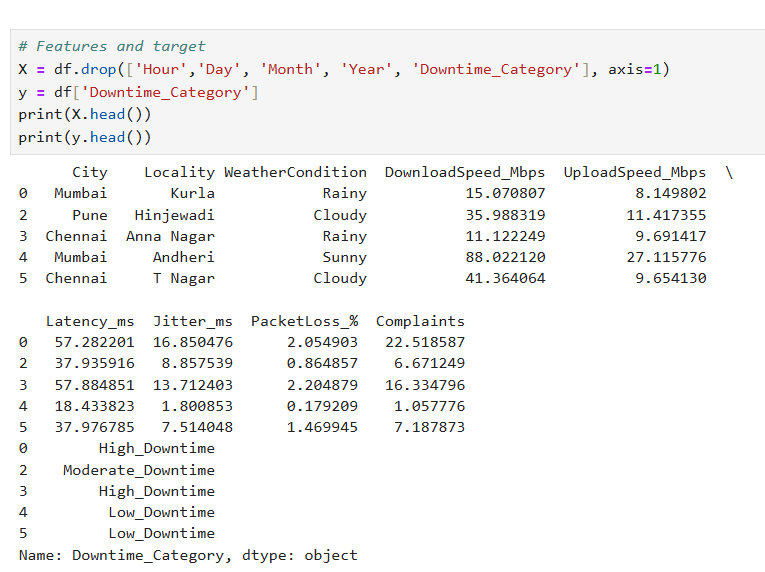 # Features and target
X = df.drop(['Hour','Day', 'Month', 'Year', 'Downtime_Category'], axis=1)
y = df['Downtime_Category']
print(X.head())
print(y.head())
City Locality WeatherCondition DownloadSpeed_Mbps UploadSpeed_Mbps \
0 Mumbai Kurla Rainy 15.070807 8.149802
2 Pune Hinjewadi Cloudy 35.988319 11.417355
3 Chennai Anna Nagar Rainy 11.122249 9.691417
4 Mumbai Andheri Sunny 88.022120 27.115776
5 Chennai T Nagar Cloudy 41.364064 9.654130
Latency_ms Jitter_ms PacketLoss_% Complaints
0 57.282201 16.850476 2.054903 22.518587
2 37.935916 8.857539 0.864857 6.671249
3 57.884851 13.712403 2.204879 16.334796
4 18.433823 1.800853 0.179209 1.057776
5 37.976785 7.514048 1.469945 7.187873
0 High_Downtime
2 Moderate_Downtime
3 High_Downtime
4 Low_Downtime
5 Low_Downtime
Name: Downtime_Category, dtype: object